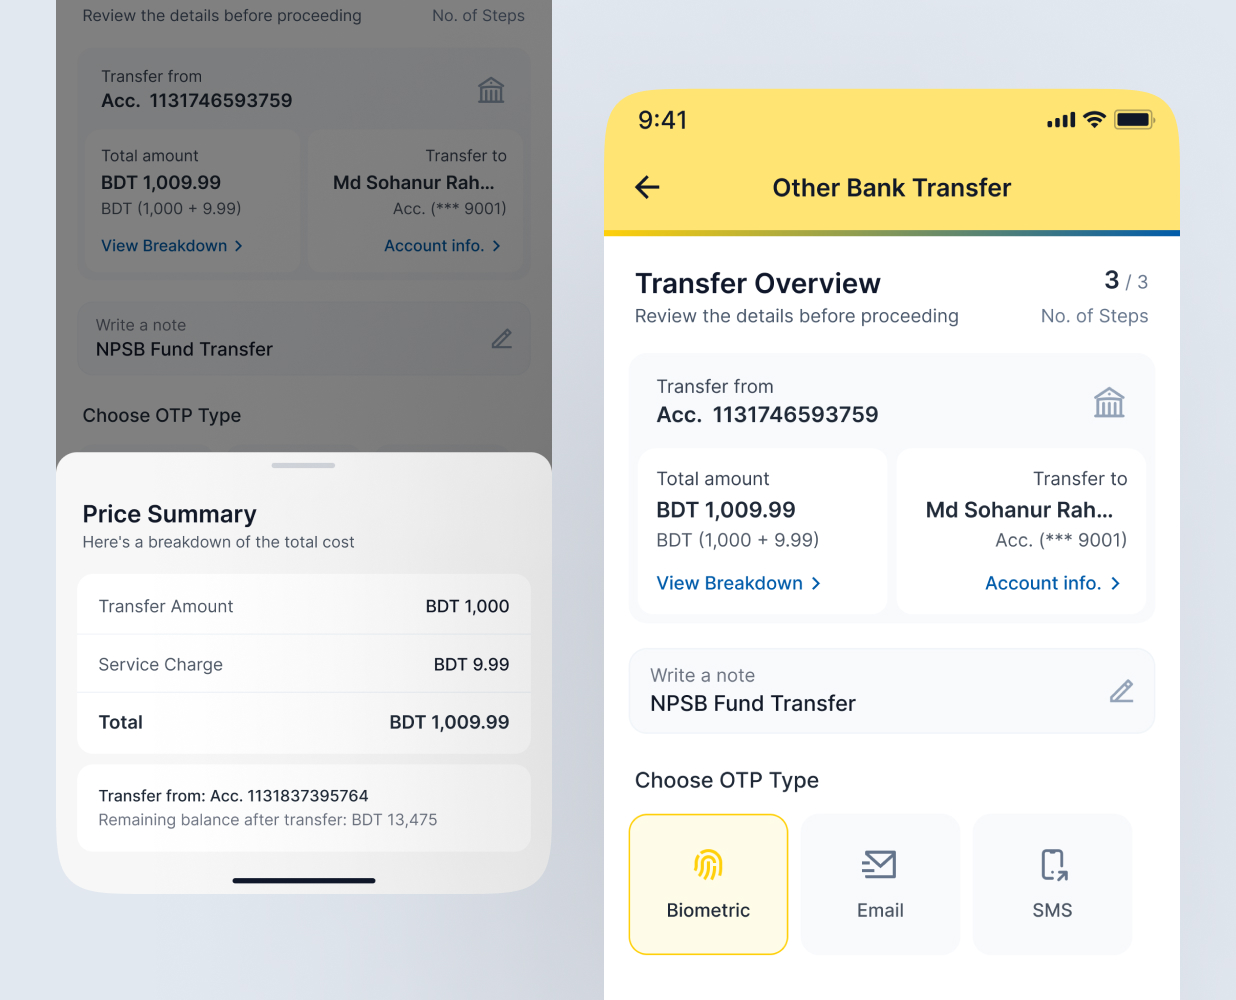 Review the details before proceeding
No. of Steps
Transfer from
Acc. 1131746593759
Total amount
BDT 1,009.99
BDT (1,000 + 9.99)
View Breakdown
Transfer to
Md Sohanur Rah...
Acc. (*** 9001)
Account info.
Write a note
NPSB Fund Transfer
Choose OTP Type
Price Summary
Here's a breakdown of the total cost
Transfer Amount BDT 1,000
Service Charge BDT 9.99
Total BDT 1,009.99
Transfer from: Acc. 1131837395764
Remaining balance after transfer: BDT 13,475
9:41
Other Bank Transfer
Transfer Overview
3 / 3
Review the details before proceeding
No. of Steps
Transfer from
Acc. 1131746593759
Total amount
BDT 1,009.99
BDT (1,000 + 9.99)
View Breakdown
Transfer to
Md Sohanur Rah...
Acc. (*** 9001)
Account info.
Write a note
NPSB Fund Transfer
Choose OTP Type
Biometric
Email
SMS